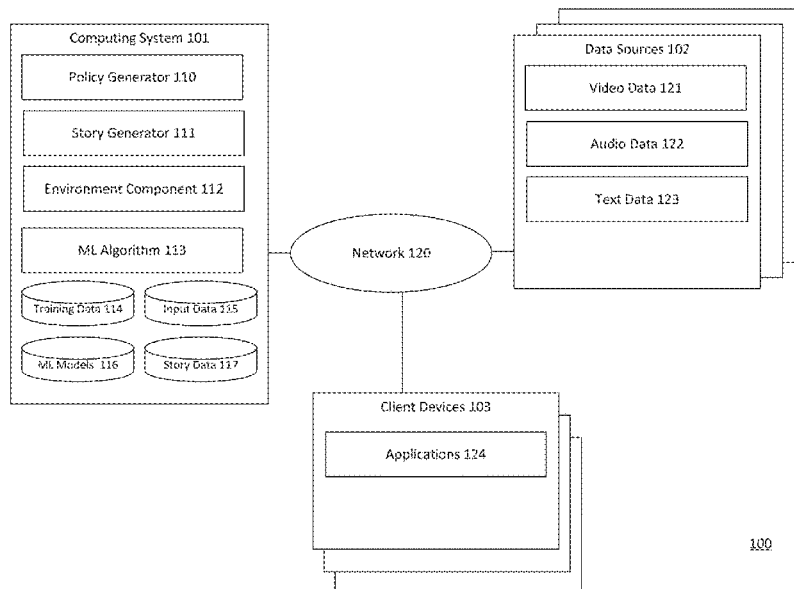 Computing System 101
Policy Generator 110
Story Generator 111
Environment Component 112
ML Algorithm 113
Training Data 114
Input Data 115
ML Models 116
Story Data 117
Network 120
Data Sources 102
Video Data 121
Audio Data 122
Text Data 123
Client Devices 103
Applications 124
100